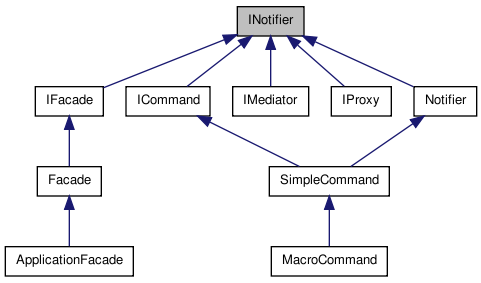 INotifier
IFacade
ICommand
IMediator
IProxy
Notifier
Facade
SimpleCommand
ApplicationFacade
MacroCommand